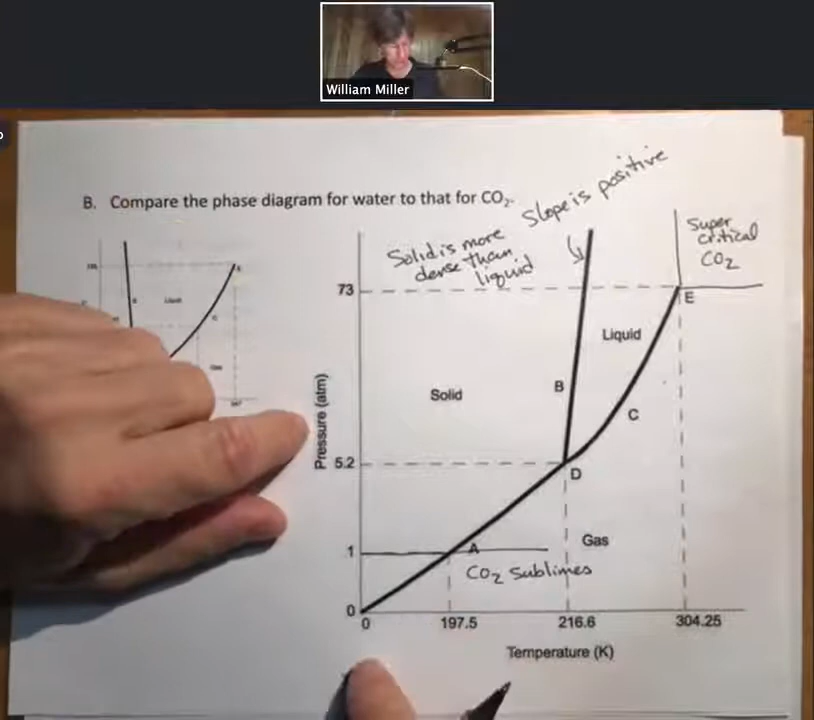 William Miller
B. Compare the phase diagram for water to that for CO₂.
Slope is positive
Solid is more
dense than
liquid
Super
critical
CO₂
73
E
Liquid
Solid
B
C
Pressure (atm)
5.2
D
Gas
1
A
CO₂ Sublimes
0
0
197.5
216.6
304.25
Temperature (K)
Liquid
Gas